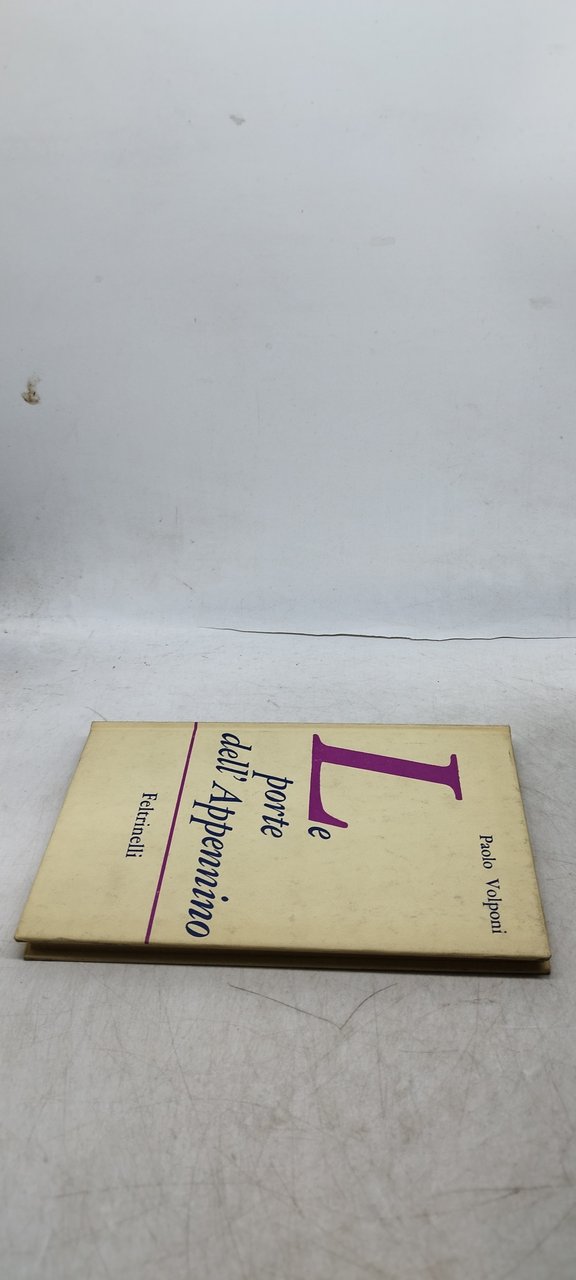 Paolo Volponi
Le
porte
dell'Appennino
Feltrinelli